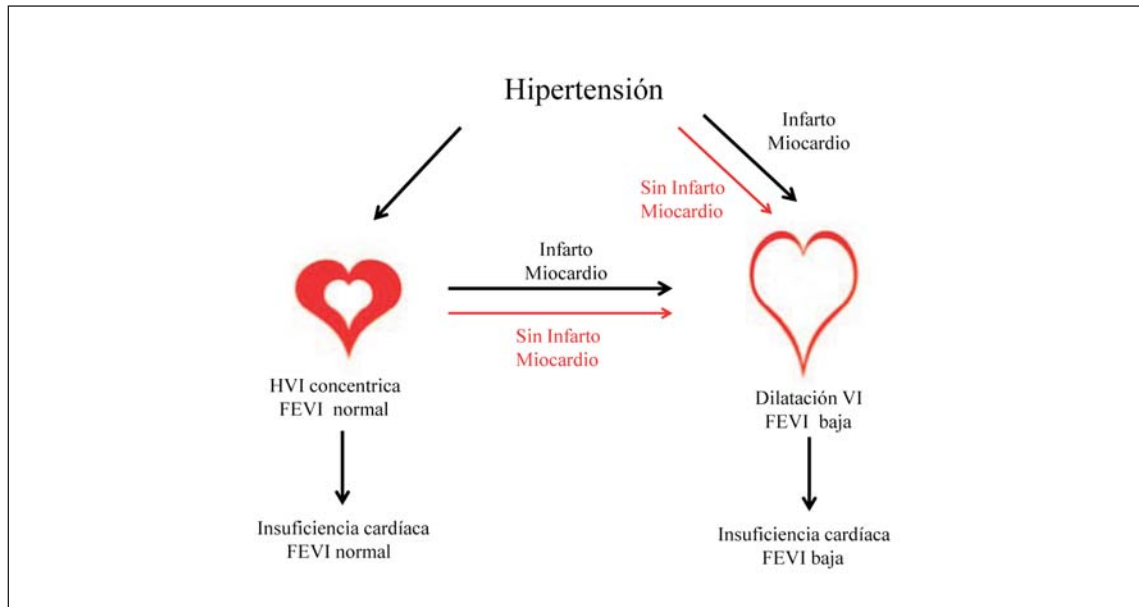 Hipertensión
Infarto
Miocardio
Sin Infarto
Miocardio
Infarto
Miocardio
Sin Infarto
Miocardio
HVI concentrica
FEVI normal
Dilatación VI
FEVI baja
Insuficiencia cardíaca
FEVI normal
Insuficiencia cardíaca
FEVI baja